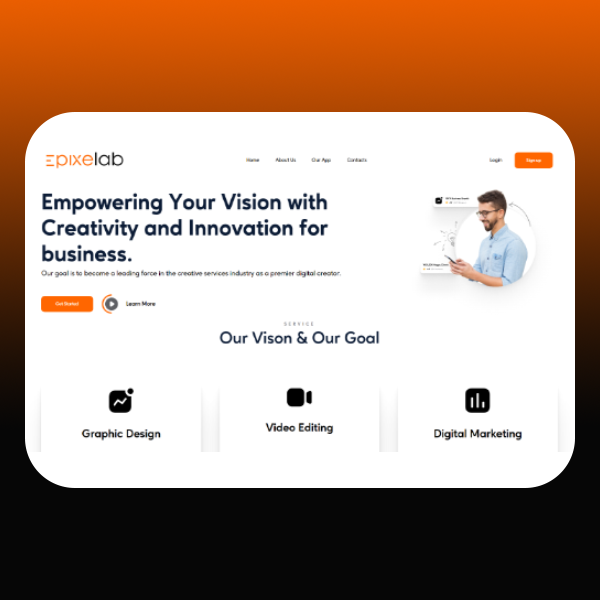 Epixelab
Home About Us Our App Contacts Login Signup
Empowering Your Vision with
Creativity and Innovation for
business.
Our goal is to become a leading force in the creative services industry as a premier digital creator.
Get Started Learn More
SERVICE
Our Vison & Our Goal
Graphic Design
Video Editing
Digital Marketing